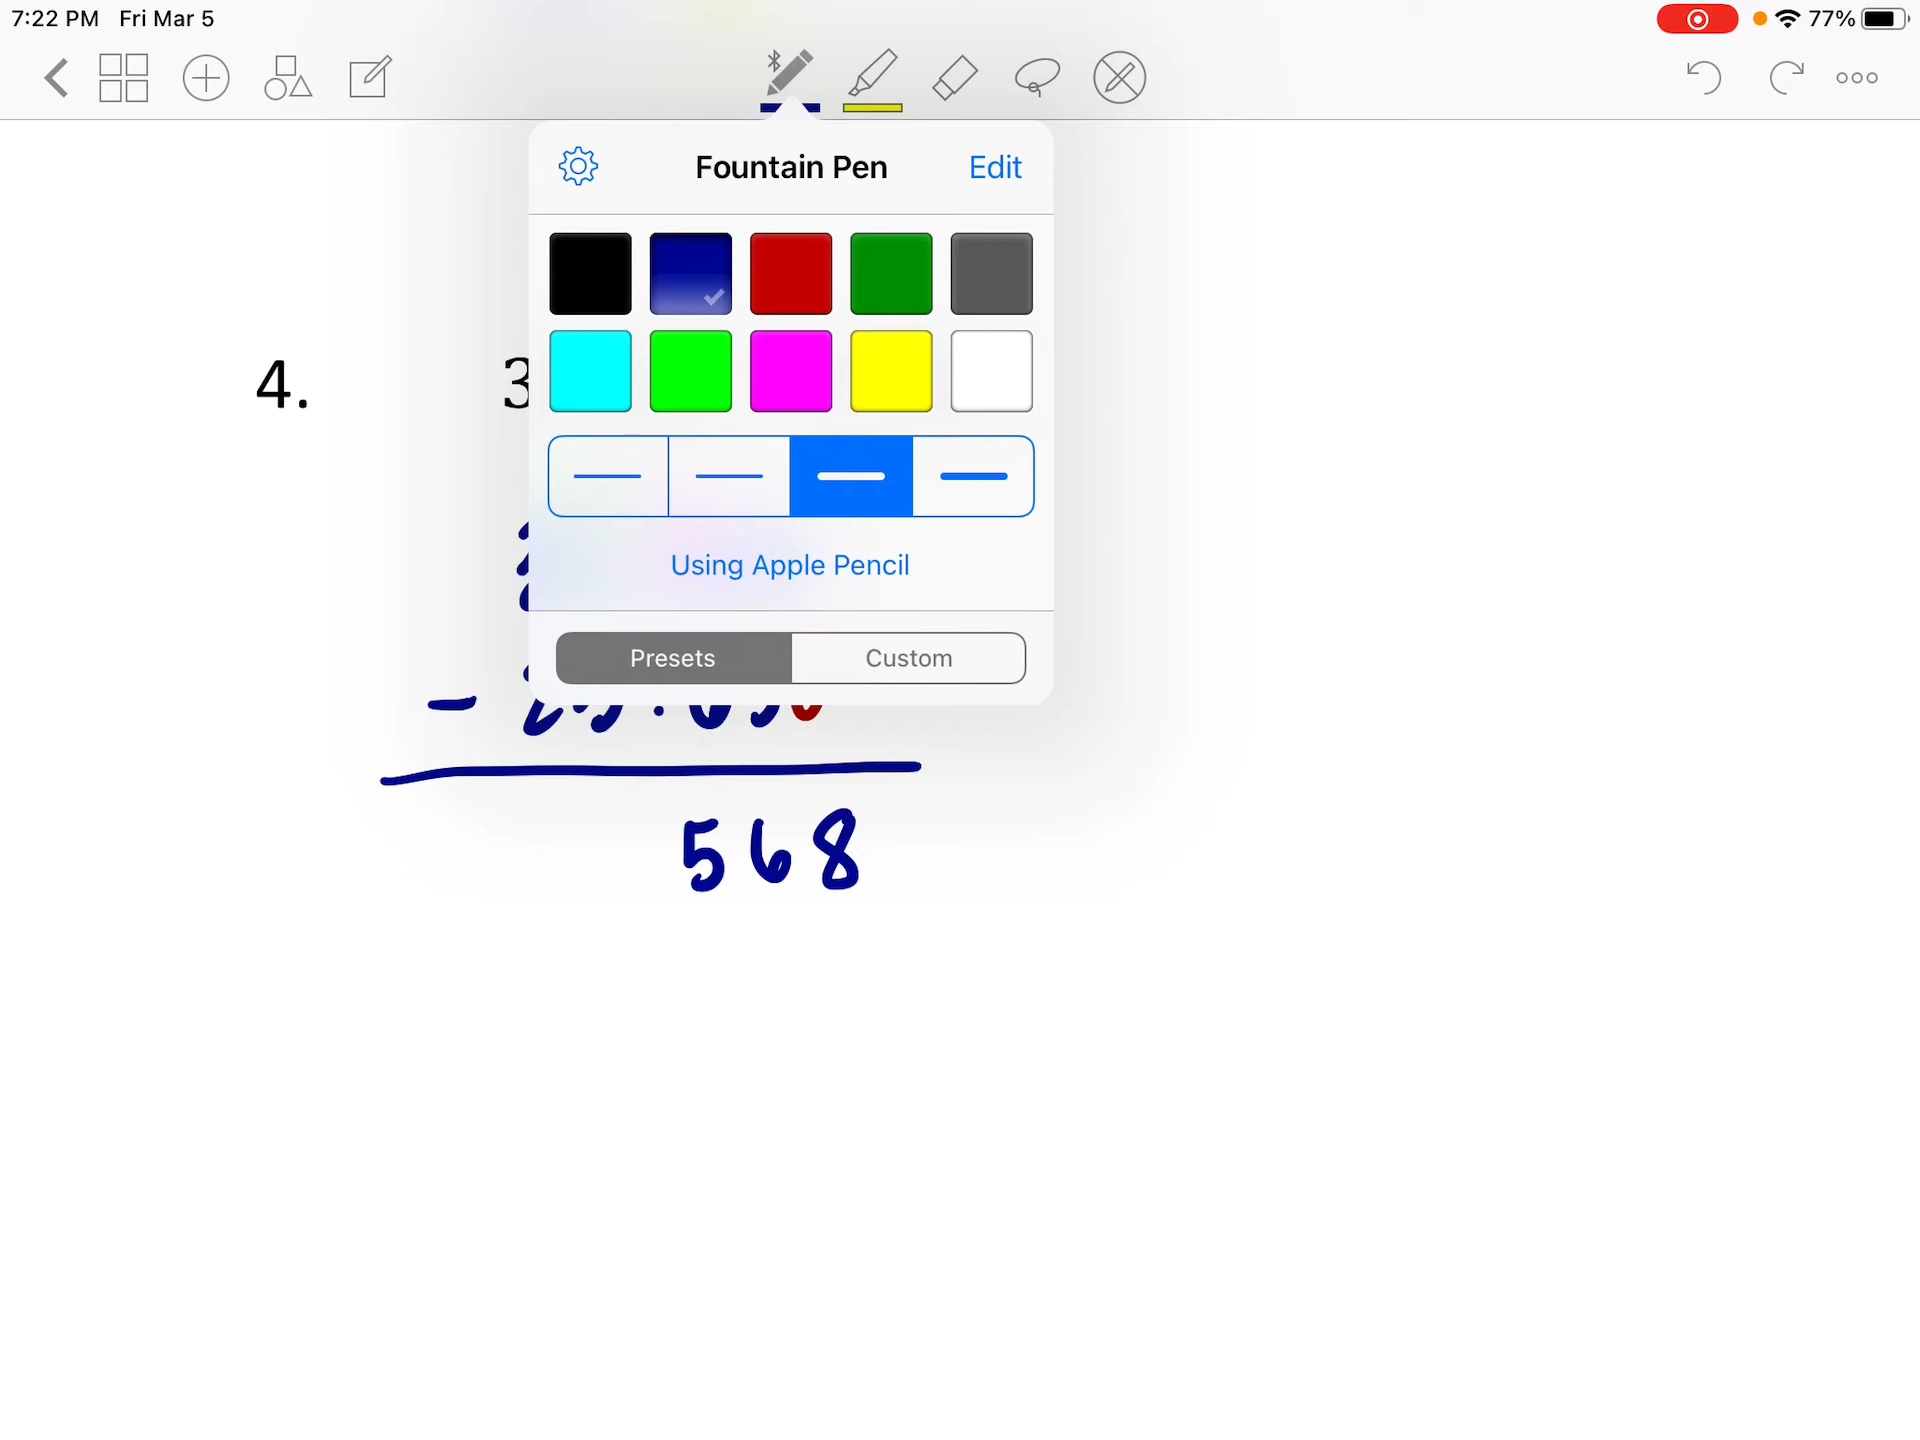 7:22 PM Fri Mar 5 77%
Fountain Pen Edit
4. 3
Using Apple Pencil
Presets Custom
-
568